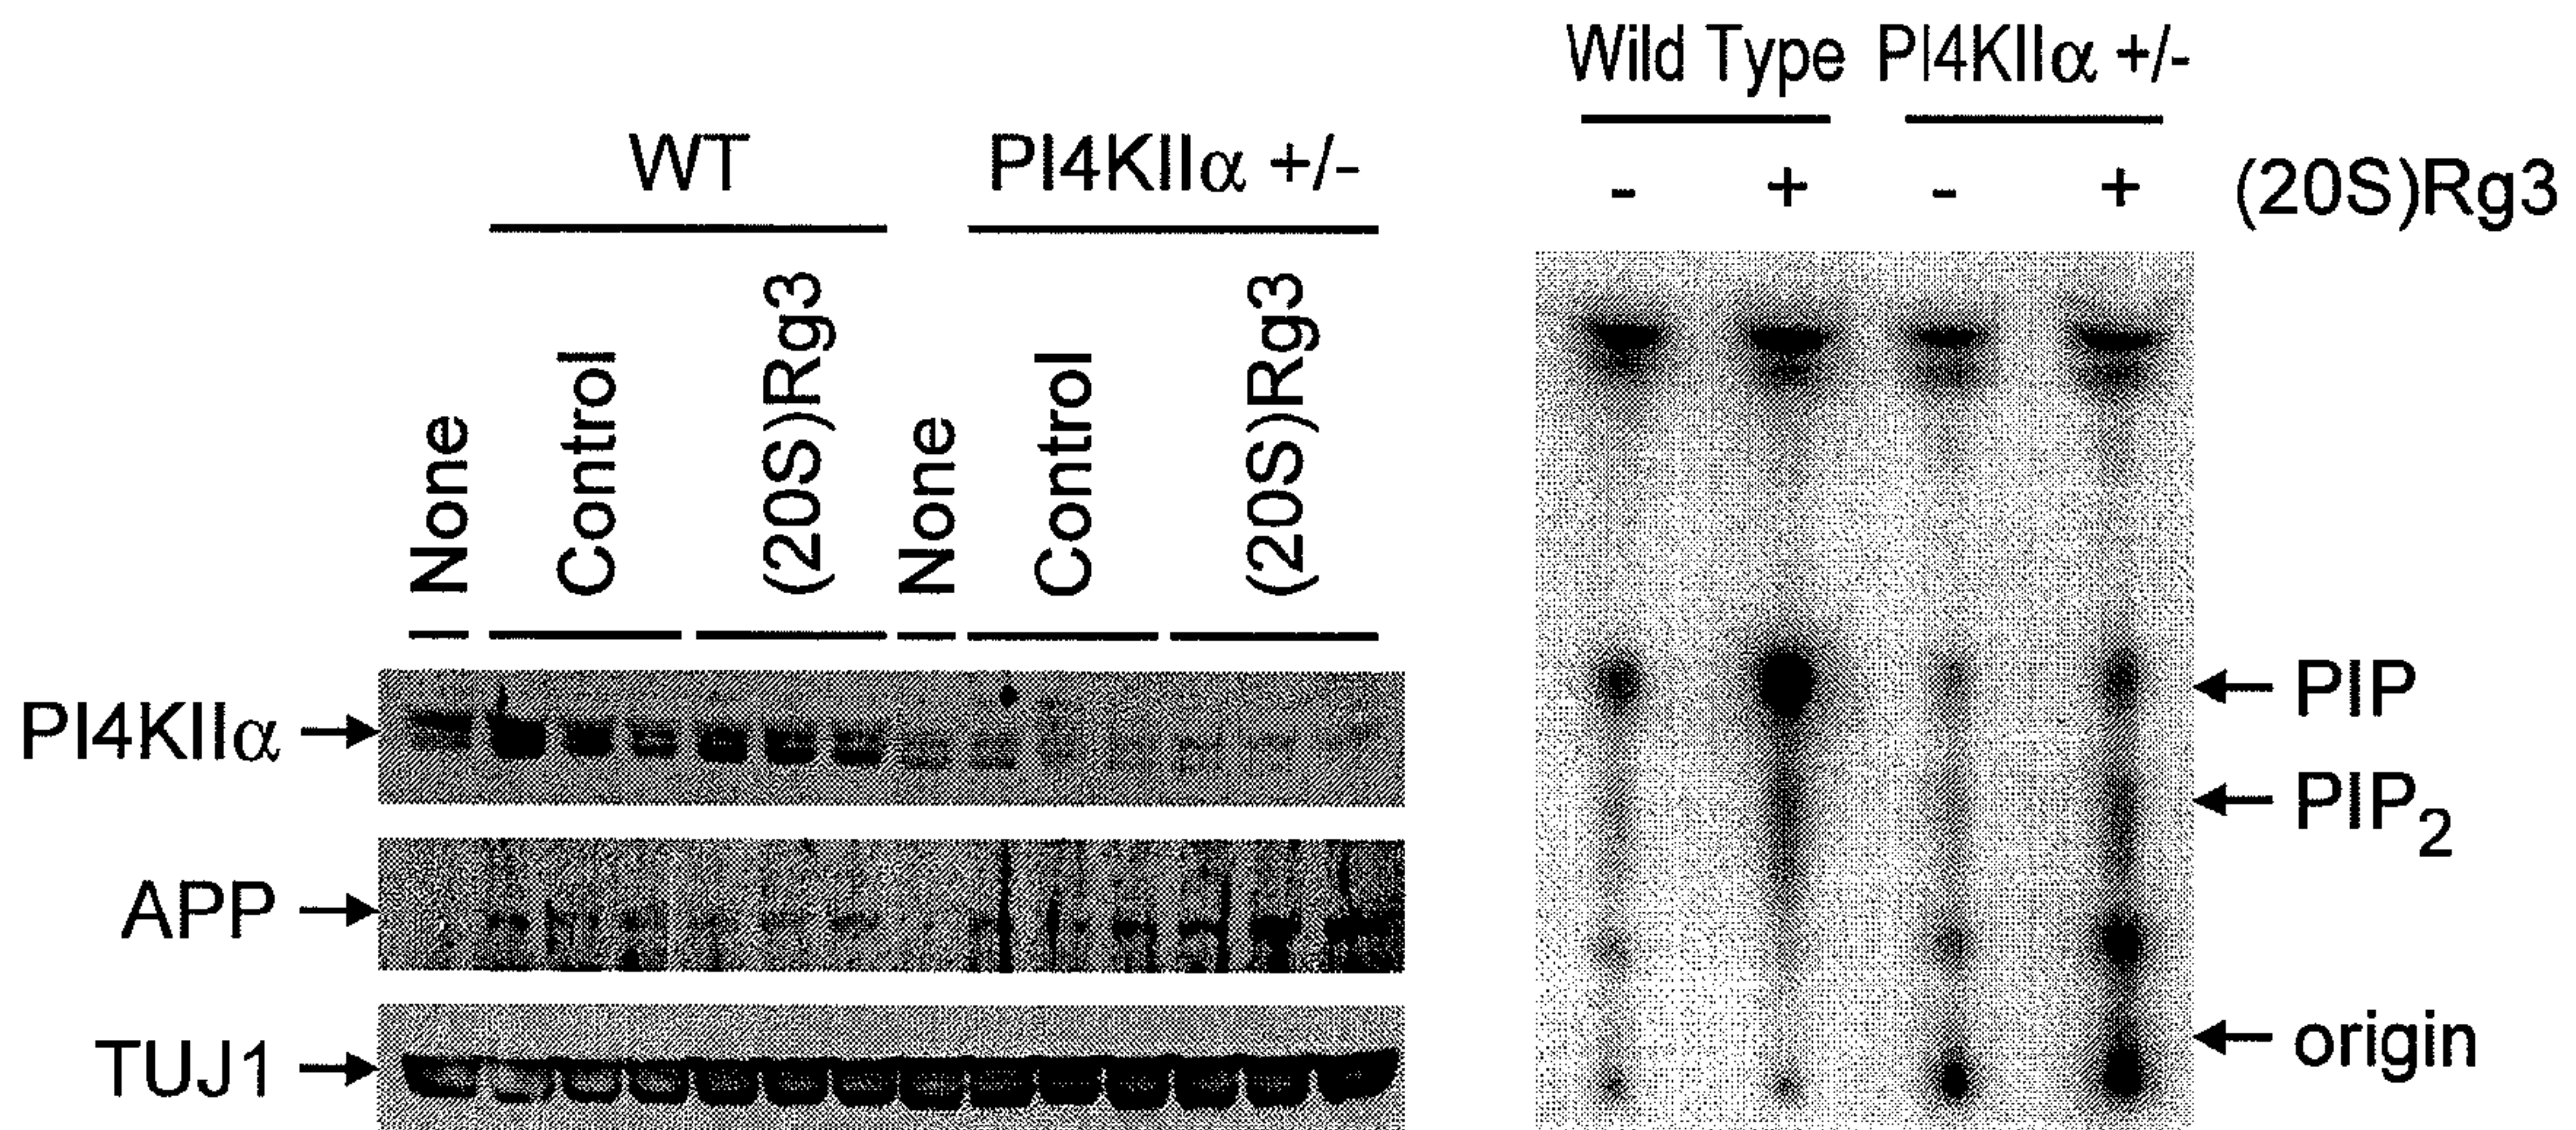 WT
PI4KIIα +/-
None
Control
(20S)Rg3
None
Control
(20S)Rg3
PI4KIIα
APP
TUJ1
Wild Type
PI4KIIα +/-
- + - + (20S)Rg3
PIP
PIP₂
origin